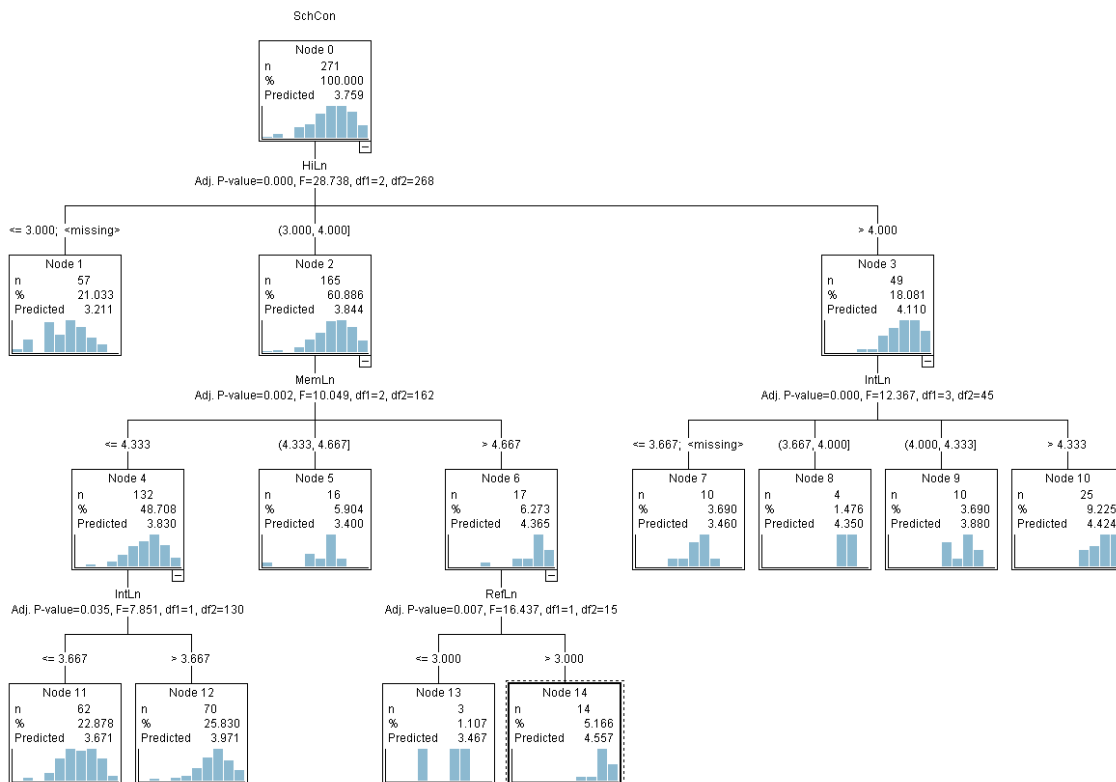 SchCon
Node 0
n 271
% 100.000
Predicted 3.759
HiLn
Adj. P-value=0.000, F=28.738, df1=2, df2=268
<= 3.000; <missing>
(3.000, 4.000]
> 4.000
Node 1
n 57
% 21.033
Predicted 3.211
Node 2
n 165
% 60.886
Predicted 3.844
Node 3
n 49
% 18.081
Predicted 4.110
MemLn
Adj. P-value=0.002, F=10.049, df1=2, df2=162
IntLn
Adj. P-value=0.000, F=12.367, df1=3, df2=45
<= 4.333
(4.333, 4.667]
> 4.667
<= 3.667; <missing>
(3.667, 4.000]
(4.000, 4.333]
> 4.333
Node 4
n 132
% 48.708
Predicted 3.830
Node 5
n 16
% 5.904
Predicted 3.400
Node 6
n 17
% 6.273
Predicted 4.365
Node 7
n 10
% 3.690
Predicted 3.460
Node 8
n 4
% 1.476
Predicted 4.350
Node 9
n 10
% 3.690
Predicted 3.880
Node 10
n 25
% 9.225
Predicted 4.424
IntLn
Adj. P-value=0.035, F=7.851, df1=1, df2=130
RefLn
Adj. P-value=0.007, F=16.437, df1=1, df2=15
<= 3.667
> 3.667
<= 3.000
> 3.000
Node 11
n 62
% 22.878
Predicted 3.671
Node 12
n 70
% 25.830
Predicted 3.971
Node 13
n 3
% 1.107
Predicted 3.467
Node 14
n 14
% 5.166
Predicted 4.557